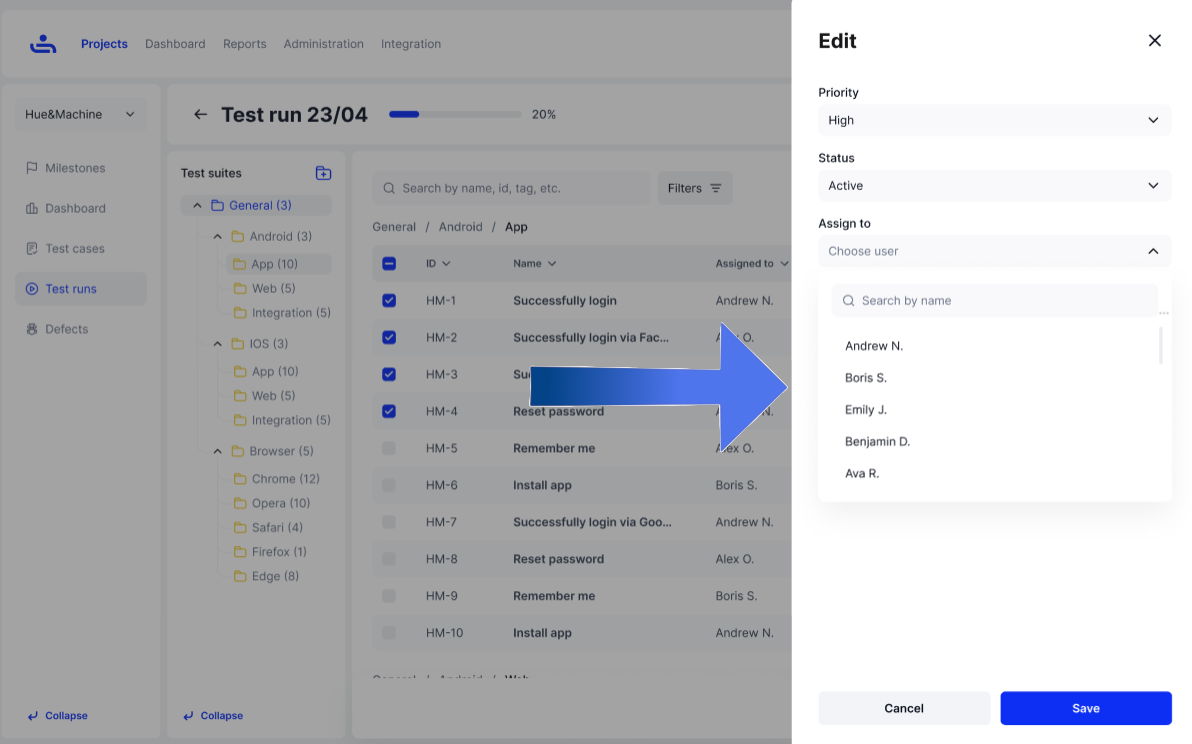 Projects Dashboard Reports Administration Integration
Hue&Machine
Milestones
Dashboard
Test cases
Test runs
Defects
Collapse
Test run 23/04 20%
Test suites
General (3)
Android (3)
App (10)
Web (5)
Integration (5)
IOS (3)
App (10)
Web (5)
Integration (5)
Browser (5)
Chrome (12)
Opera (10)
Safari (4)
Firefox (1)
Edge (8)
Collapse
Search by name, id, tag, etc. Filters
General / Android / App
ID Name Assigned to
HM-1 Successfully login Andrew N.
HM-2 Successfully login via Fac... O.
HM-3
HM-4 Reset password N.
HM-5 Remember me Alex O.
HM-6 Install app Boris S.
HM-7 Successfully login via Goo... Andrew N.
HM-8 Reset password Alex O.
HM-9 Remember me Boris S.
HM-10 Install app Andrew N.
General / Android / Web
Edit
Priority
High
Status
Active
Assign to
Choose user
Search by name
...
Andrew N.
Boris S.
Emily J.
Benjamin D.
Ava R.
Cancel Save